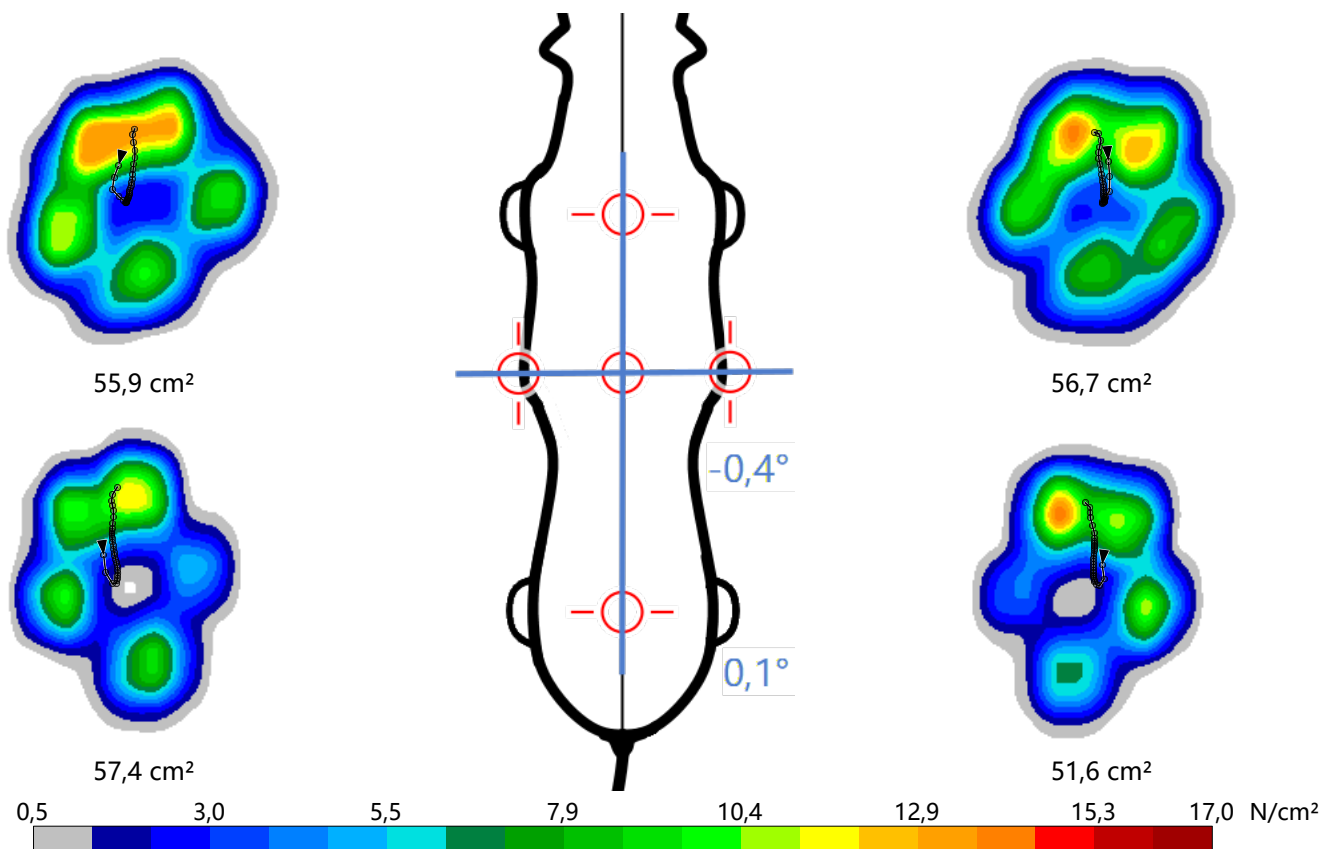 55,9 cm²
56,7 cm²
-0,4°
0,1°
57,4 cm²
51,6 cm²
0,5 3,0 5,5 7,9 10,4 12,9 15,3 17,0 N/cm²